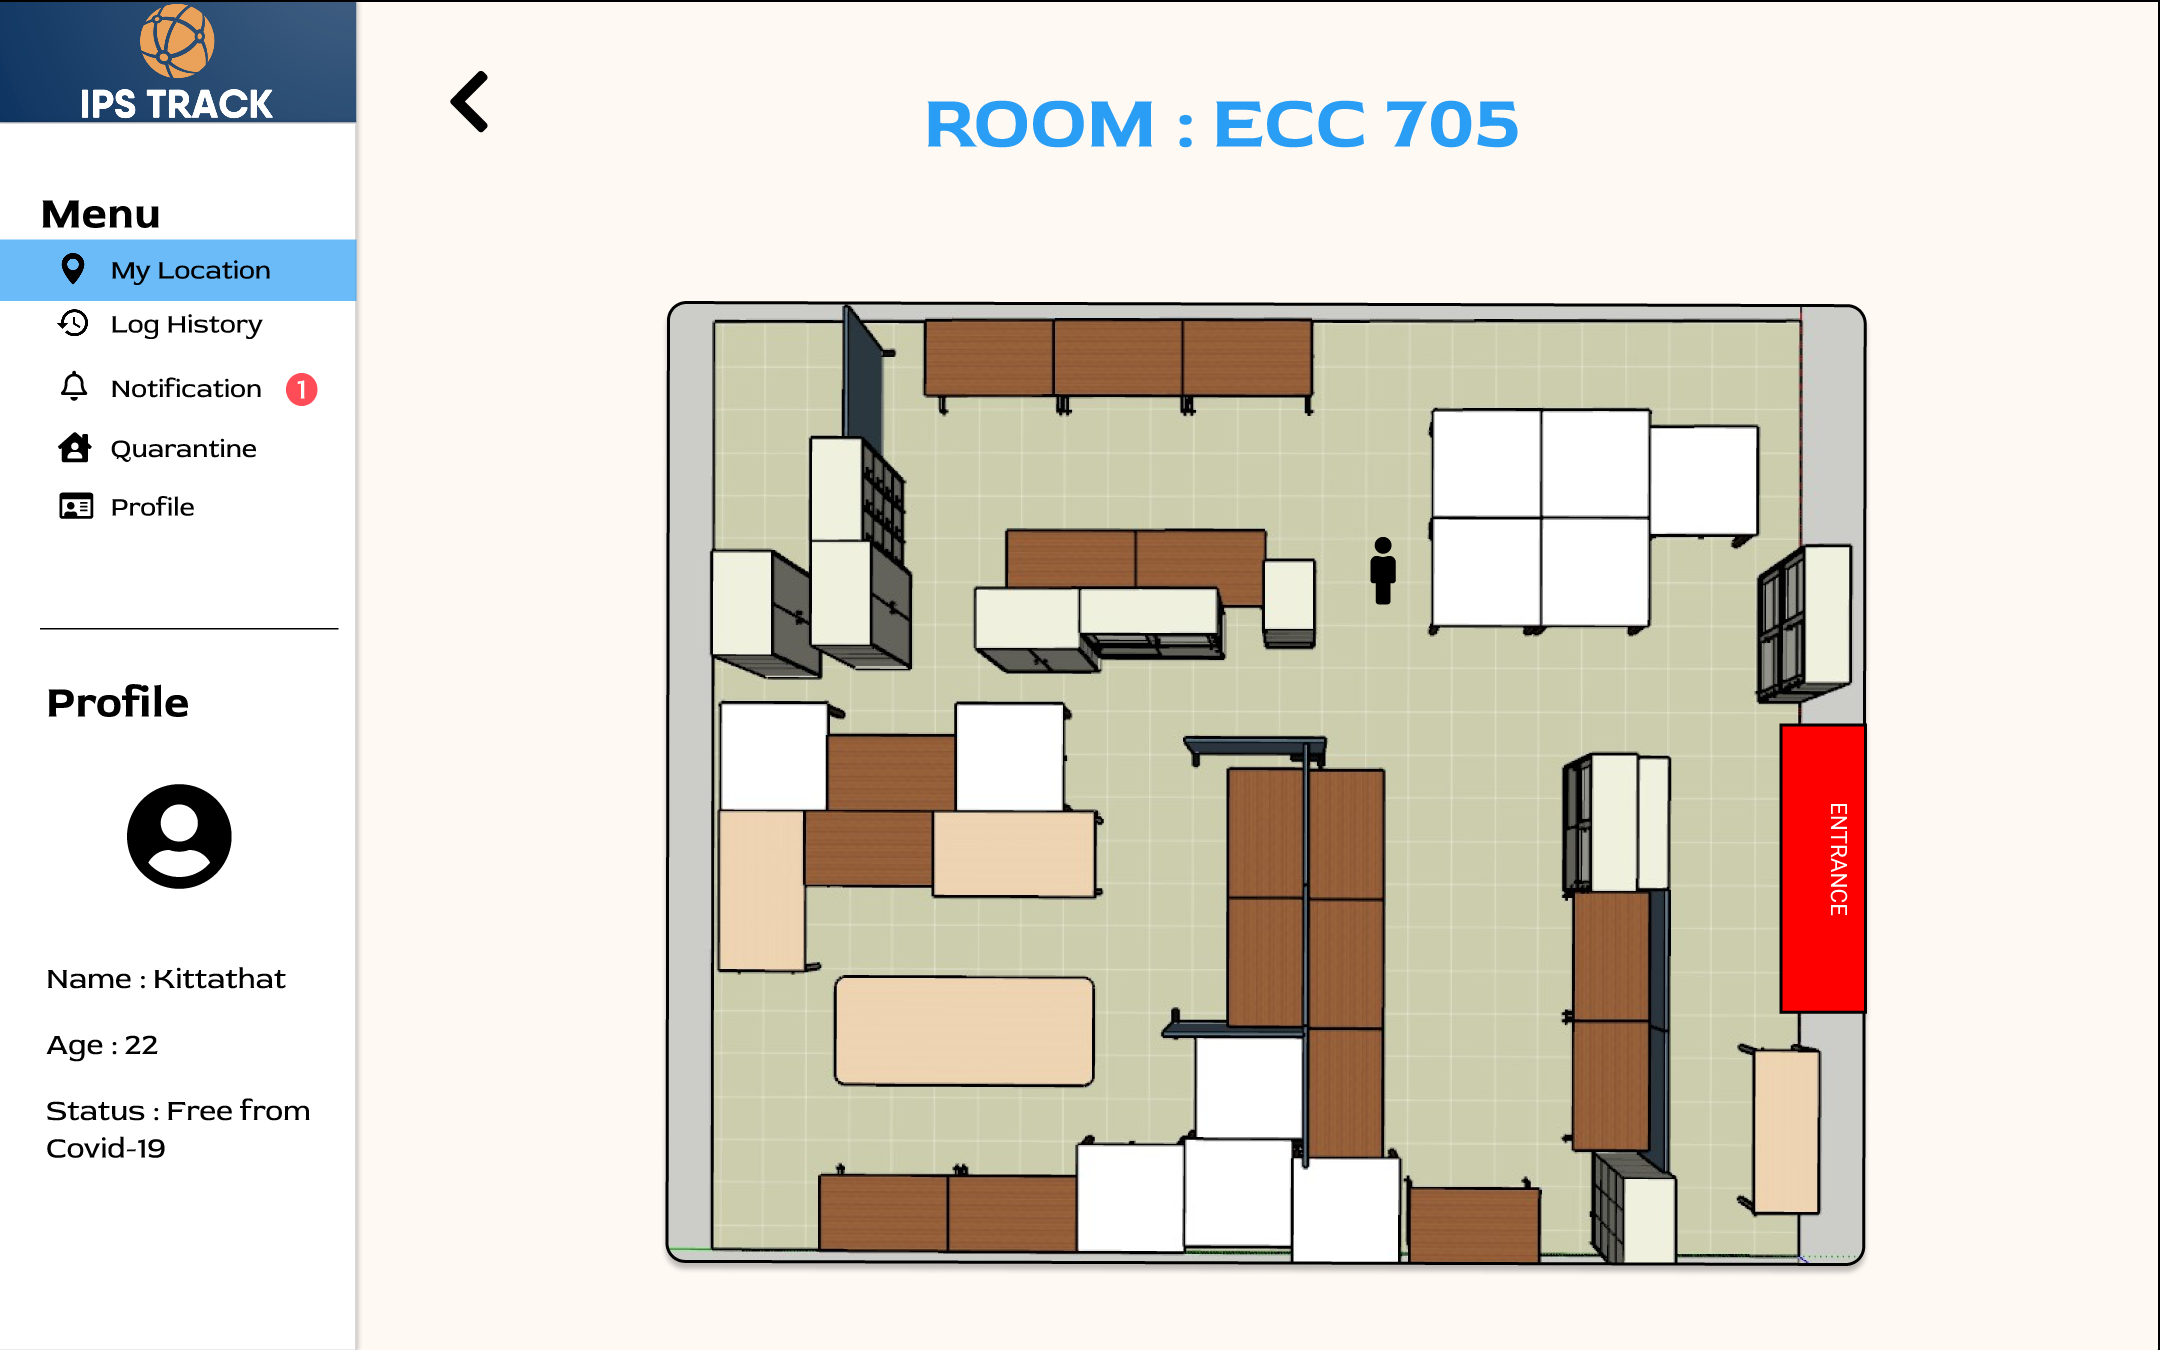 IPS TRACK
Menu
My Location
Log History
Notification 1
Quarantine
Profile
Profile
Name : Kittathat
Age : 22
Status : Free from
Covid-19
ROOM : ECC 705
ENTRANCE